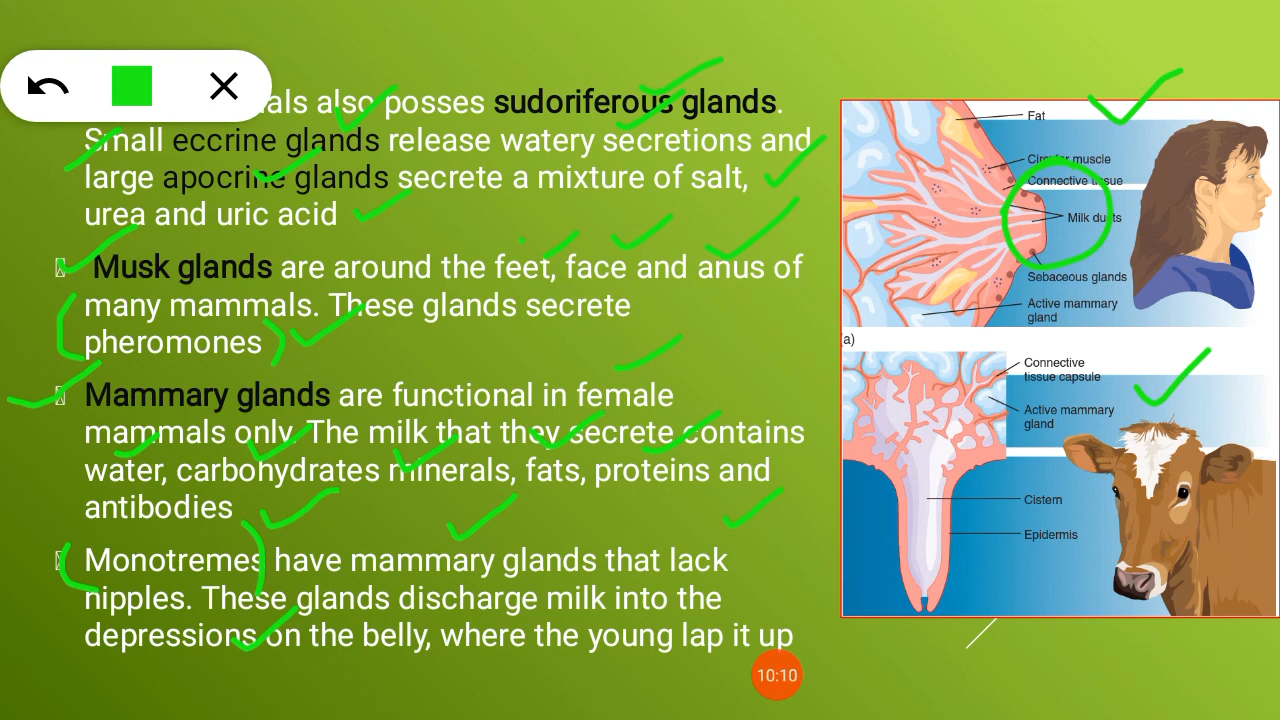 als also posses sudoriferous glands.
Small eccrine glands release watery secretions and
large apocrine glands secrete a mixture of salt,
urea and uric acid
Musk glands are around the feet, face and anus of
many mammals. These glands secrete
pheromones
Mammary glands are functional in female
mammals only. The milk that they secrete contains
water, carbohydrates minerals, fats, proteins and
antibodies
Monotremes have mammary glands that lack
nipples. These glands discharge milk into the
depressions on the belly, where the young lap it up
10:10
Fat
Circular muscle
Connective tissue
Milk ducts
Sebaceous glands
Active mammary
gland
(a)
Connective
tissue capsule
Active mammary
gland
Cistern
Epidermis